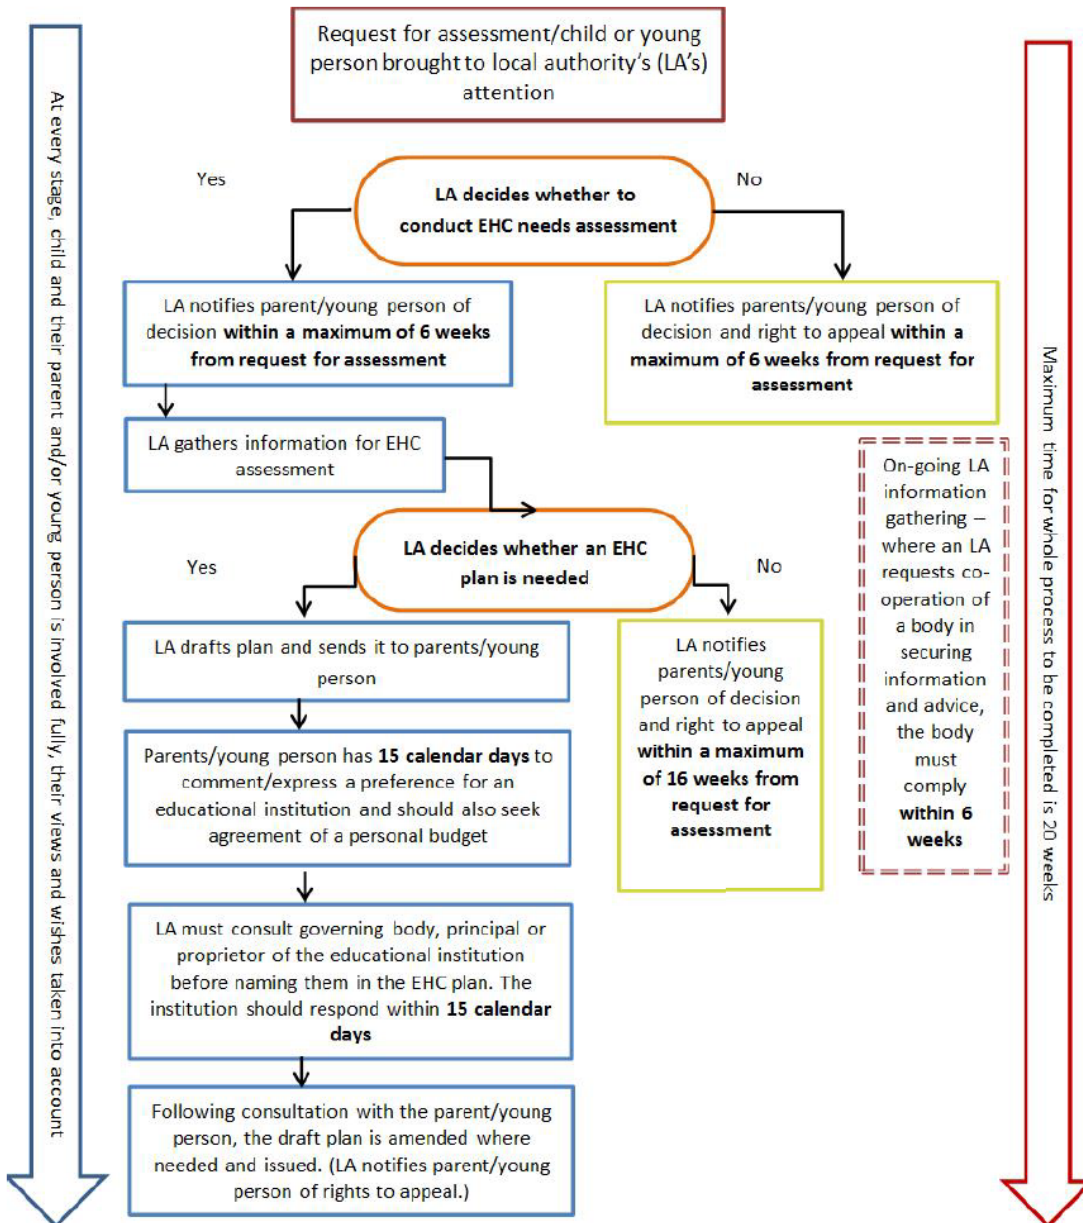 Request for assessment/child or young
person brought to local authority's (LA's)
attention
Yes
No
LA decides whether to
conduct EHC needs assessment
LA notifies parent/young person of
decision within a maximum of 6 weeks
from request for assessment
LA notifies parents/young person of
decision and right to appeal within a
maximum of 6 weeks from request for
assessment
LA gathers information for EHC
assessment
On-going LA
information
gathering –
where an LA
requests co-
operation of
a body in
securing
information
and advice,
the body
must
comply
within 6
weeks
LA decides whether an EHC
plan is needed
Yes
No
LA drafts plan and sends it to parents/young
person
LA notifies
parents/young
person of decision
and right to appeal
within a maximum
of 16 weeks from
request for
assessment
Parents/young person has 15 calendar days to
comment/express a preference for an
educational institution and should also seek
agreement of a personal budget
LA must consult governing body, principal or
proprietor of the educational institution
before naming them in the EHC plan. The
institution should respond within 15 calendar
days
Following consultation with the parent/young
person, the draft plan is amended where
needed and issued. (LA notifies parent/young
person of rights to appeal.)
At every stage, child and their parent and/or young person is involved fully, their views and wishes taken into account
Maximum time for whole process to be completed is 20 weeks